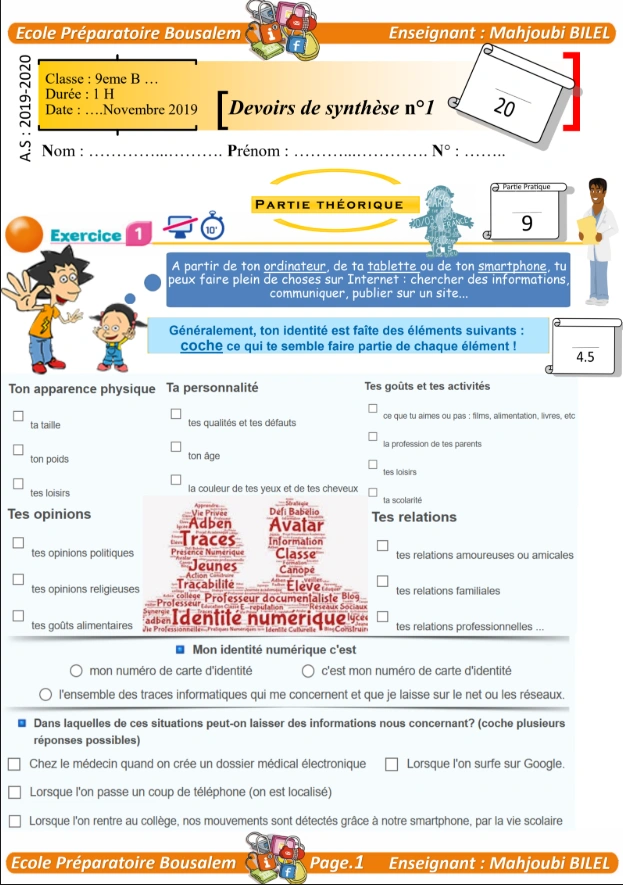 Ecole Préparatoire Bousalem Enseignant : Mahjoubi BILEL
A.S : 2019-2020
Classe : 9eme B …
Durée : 1 H
Date : ….Novembre 2019
Devoirs de synthèse n°1
20
Nom : …………...………. Prénom : ………...…………. N° : ……..
PARTIE THÉORIQUE
Partie Pratique
9
Exercice 1
10'
A partir de ton ordinateur, de ta tablette ou de ton smartphone, tu
peux faire plein de choses sur Internet : chercher des informations,
communiquer, publier sur un site...
Généralement, ton identité est faîte des éléments suivants :
coche ce qui te semble faire partie de chaque élément !
4.5
Ton apparence physique Ta personnalité Tes goûts et tes activités
ta taille
tes qualités et tes défauts
ce que tu aimes ou pas : films, alimentation, livres, etc
ton poids
ton âge
la profession de tes parents
tes loisirs
tes loisirs
la couleur de tes yeux et de tes cheveux
ta scolarité
Tes opinions
Tes relations
tes opinions politiques
tes relations amoureuses ou amicales
tes opinions religieuses
tes relations familiales
tes goûts alimentaires
tes relations professionnelles ...
Apprendre
Vie Privée
Adben
Traces
Présence Numérique
Jeunes
Action
Traçabilité
Stratégie
Defi Babelio
Avatar
Information
Classe
Canopé
Elève
collège Professeur documentaliste Blog
Professeur E-réputation Réseaux Sociaux
Synergie
adben Identité numérique lycée
Vie Professionnelle Pratiques Numériques Identité Culturelle
Mon identité numérique c'est
mon numéro de carte d'identité c'est mon numéro de carte d'identité
l'ensemble des traces informatiques qui me concernent et que je laisse sur le net ou les réseaux.
Dans laquelles de ces situations peut-on laisser des informations nous concernant? (coche plusieurs
réponses possibles)
Chez le médecin quand on crée un dossier médical électronique Lorsque l'on surfe sur Google.
Lorsque l'on passe un coup de téléphone (on est localisé)
Lorsque l'on rentre au collège, nos mouvements sont détectés grâce à notre smartphone, par la vie scolaire
Ecole Préparatoire Bousalem Page.1 Enseignant : Mahjoubi BILEL